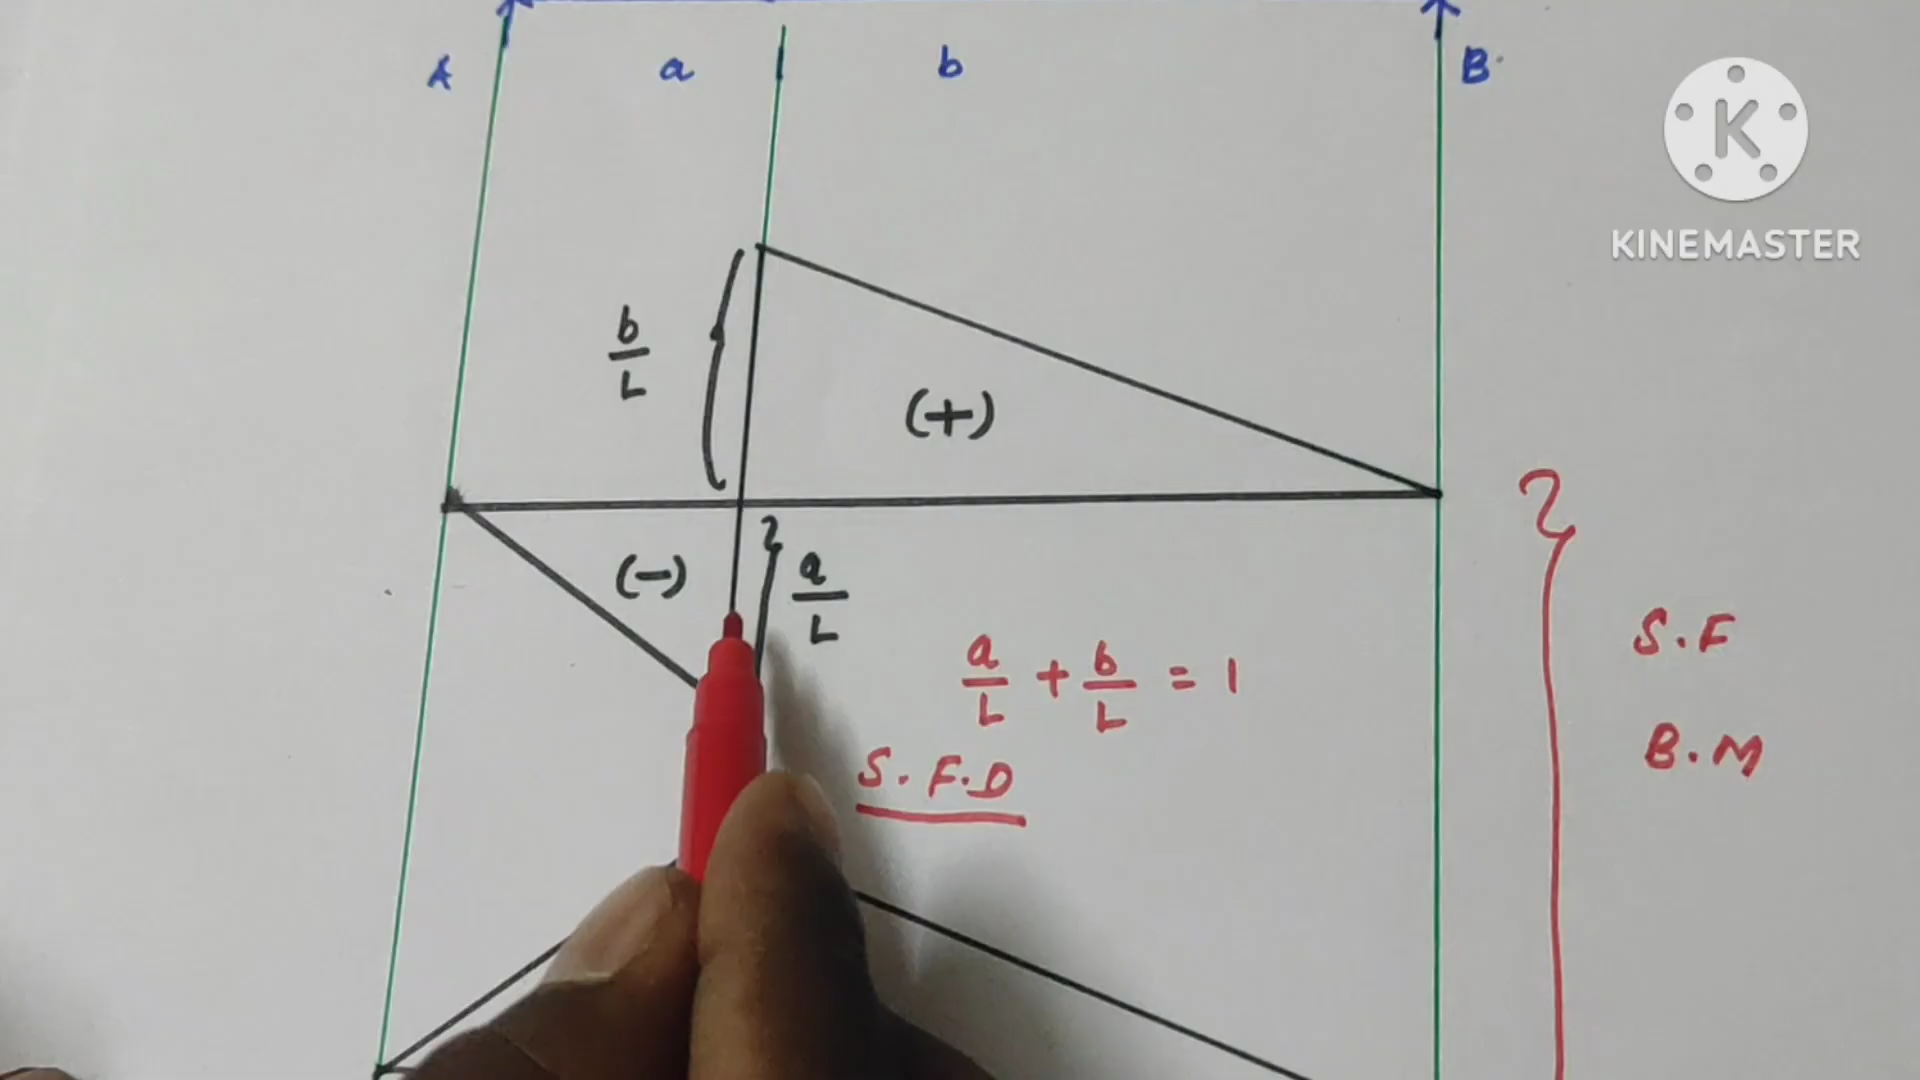 A a b B
K
KINEMASTER
b/L
(+)
(-)
a/L
a/L + b/L = 1
S.F.D
S.F
B.M